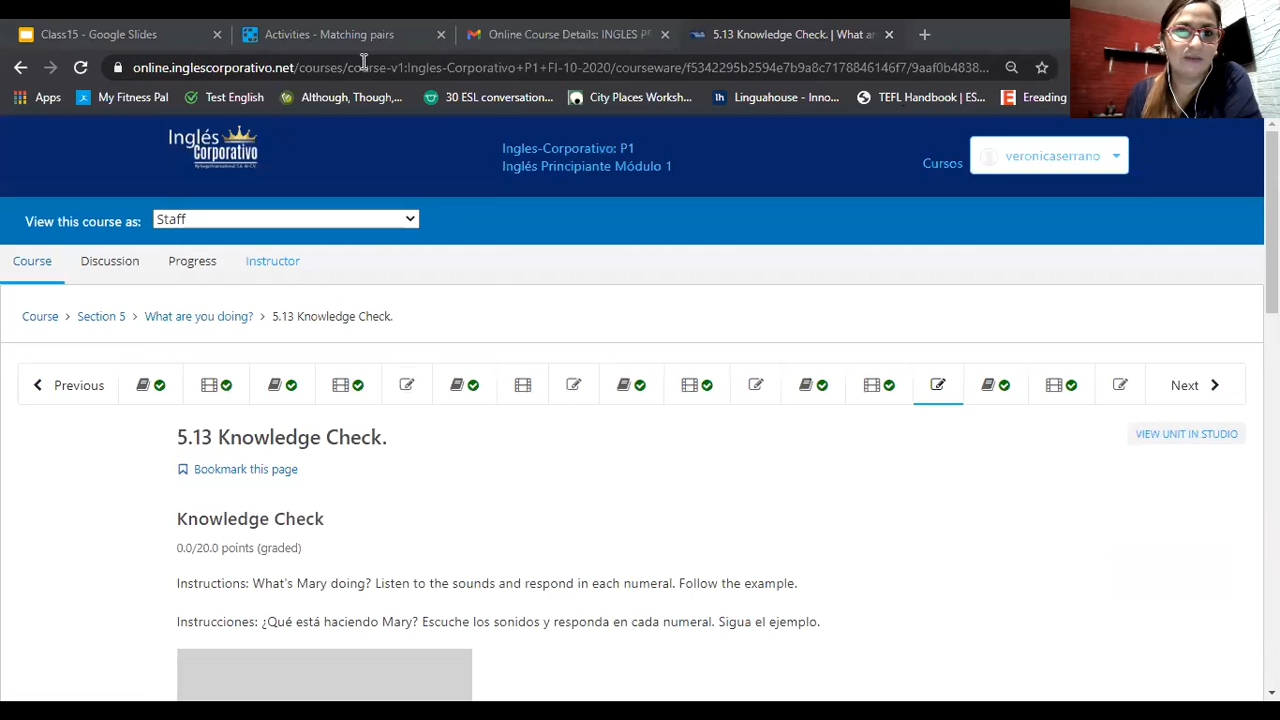 Class15 - Google Slides
Activities - Matching pairs
Online Course Details: INGLES PF
5.13 Knowledge Check. | What ar
online.inglescorporativo.net/courses/course-v1:Ingles-Corporativo+P1+FI-10-2020/courseware/f5342295b2594e7b9a8c7178846146f7/9aaf0b4838...
Apps
My Fitness Pal
Test English
Although, Though,...
30 ESL conversation...
City Places Worksh...
Linguahouse - Inno...
TEFL Handbook | ES...
Ereading
Inglés
Corporativo
Ingles-Corporativo: P1
Inglés Principiante Módulo 1
Cursos
veronicaserrano
View this course as:
Staff
Course
Discussion
Progress
Instructor
Course > Section 5 > What are you doing? > 5.13 Knowledge Check.
Previous
Next
5.13 Knowledge Check.
VIEW UNIT IN STUDIO
Bookmark this page
Knowledge Check
0.0/20.0 points (graded)
Instructions: What's Mary doing? Listen to the sounds and respond in each numeral. Follow the example.
Instrucciones: ¿Qué está haciendo Mary? Escuche los sonidos y responda en cada numeral. Sigua el ejemplo.